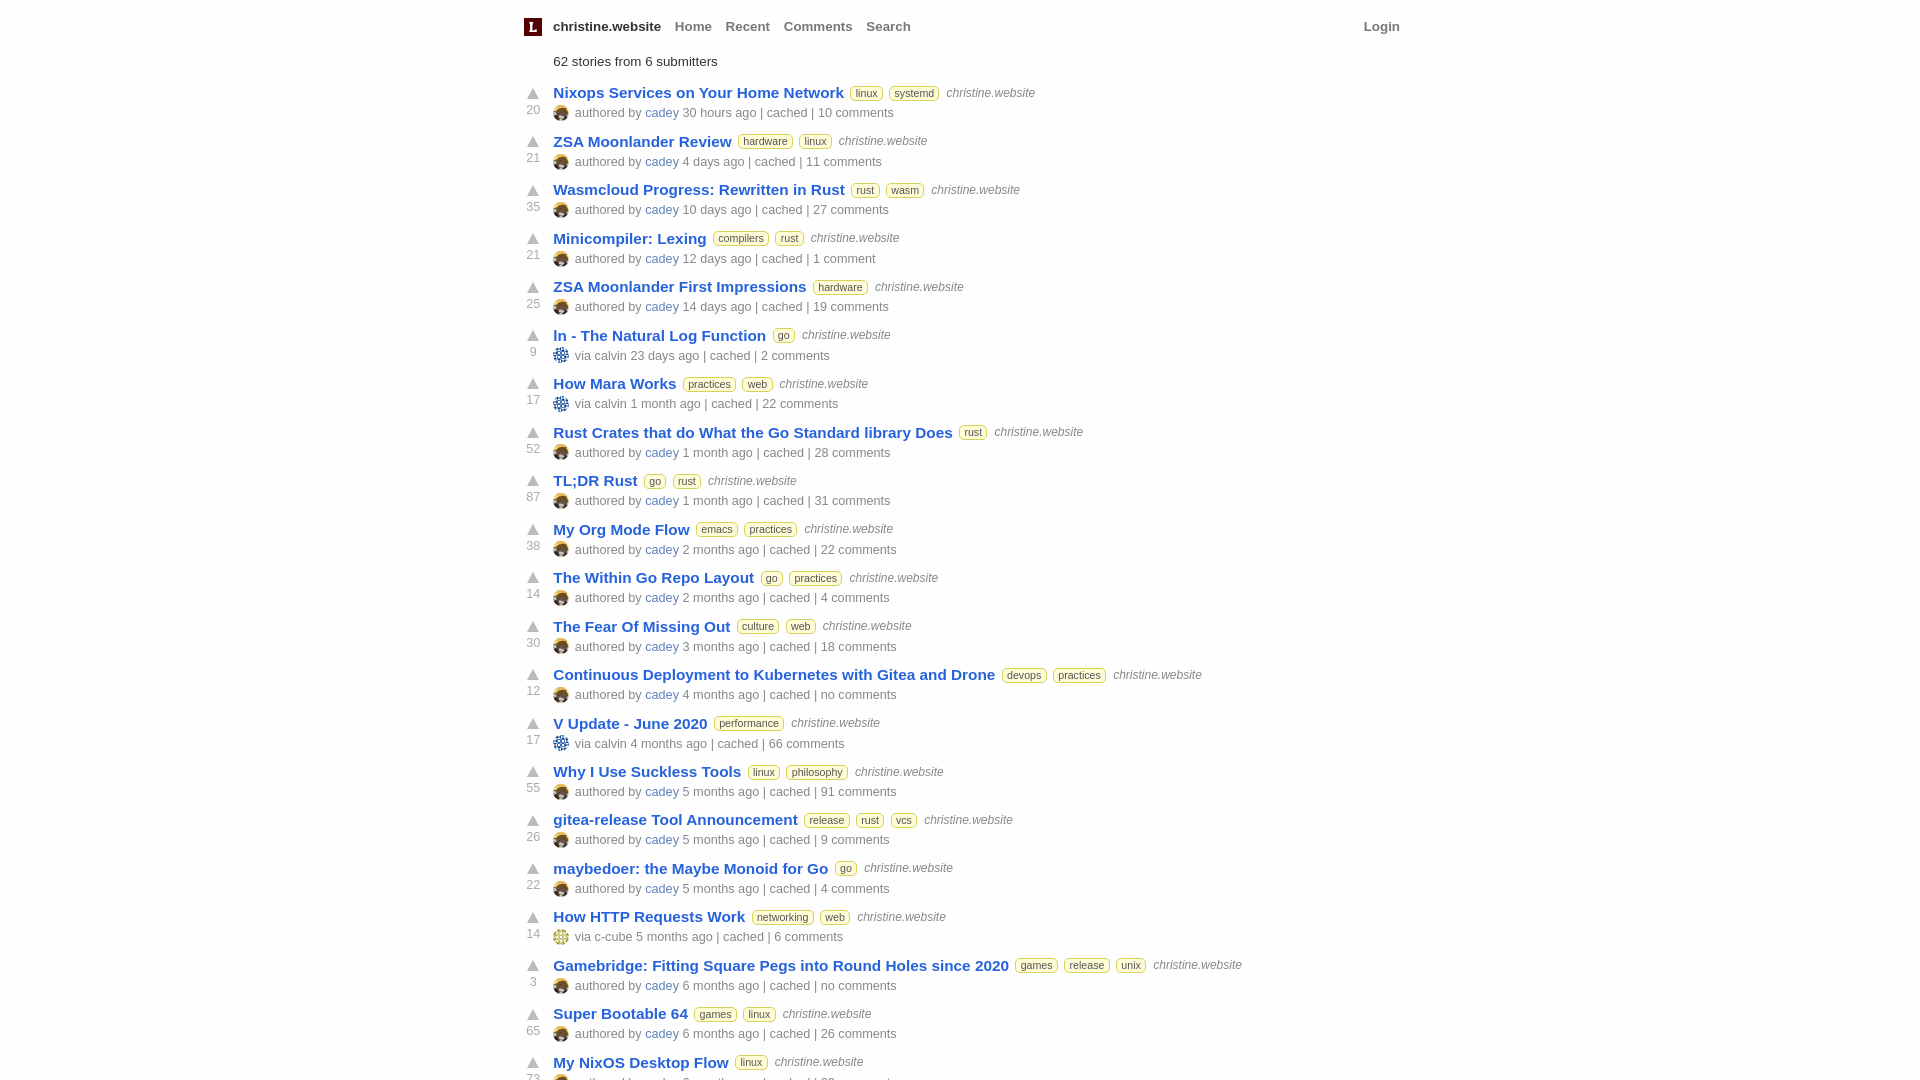 L christine.website Home Recent Comments Search Login
62 stories from 6 submitters
Nixops Services on Your Home Network linux systemd christine.website
20 authored by cadey 30 hours ago | cached | 10 comments
ZSA Moonlander Review hardware linux christine.website
21 authored by cadey 4 days ago | cached | 11 comments
Wasmcloud Progress: Rewritten in Rust rust wasm christine.website
35 authored by cadey 10 days ago | cached | 27 comments
Minicompiler: Lexing compilers rust christine.website
21 authored by cadey 12 days ago | cached | 1 comment
ZSA Moonlander First Impressions hardware christine.website
25 authored by cadey 14 days ago | cached | 19 comments
ln - The Natural Log Function go christine.website
9 via calvin 23 days ago | cached | 2 comments
How Mara Works practices web christine.website
17 via calvin 1 month ago | cached | 22 comments
Rust Crates that do What the Go Standard library Does rust christine.website
52 authored by cadey 1 month ago | cached | 28 comments
TL;DR Rust go rust christine.website
87 authored by cadey 1 month ago | cached | 31 comments
My Org Mode Flow emacs practices christine.website
38 authored by cadey 2 months ago | cached | 22 comments
The Within Go Repo Layout go practices christine.website
14 authored by cadey 2 months ago | cached | 4 comments
The Fear Of Missing Out culture web christine.website
30 authored by cadey 3 months ago | cached | 18 comments
Continuous Deployment to Kubernetes with Gitea and Drone devops practices christine.website
12 authored by cadey 4 months ago | cached | no comments
V Update - June 2020 performance christine.website
17 via calvin 4 months ago | cached | 66 comments
Why I Use Suckless Tools linux philosophy christine.website
55 authored by cadey 5 months ago | cached | 91 comments
gitea-release Tool Announcement release rust vcs christine.website
26 authored by cadey 5 months ago | cached | 9 comments
maybedoer: the Maybe Monoid for Go go christine.website
22 authored by cadey 5 months ago | cached | 4 comments
How HTTP Requests Work networking web christine.website
14 via c-cube 5 months ago | cached | 6 comments
Gamebridge: Fitting Square Pegs into Round Holes since 2020 games release unix christine.website
3 authored by cadey 6 months ago | cached | no comments
Super Bootable 64 games linux christine.website
65 authored by cadey 6 months ago | cached | 26 comments
My NixOS Desktop Flow linux christine.website
73